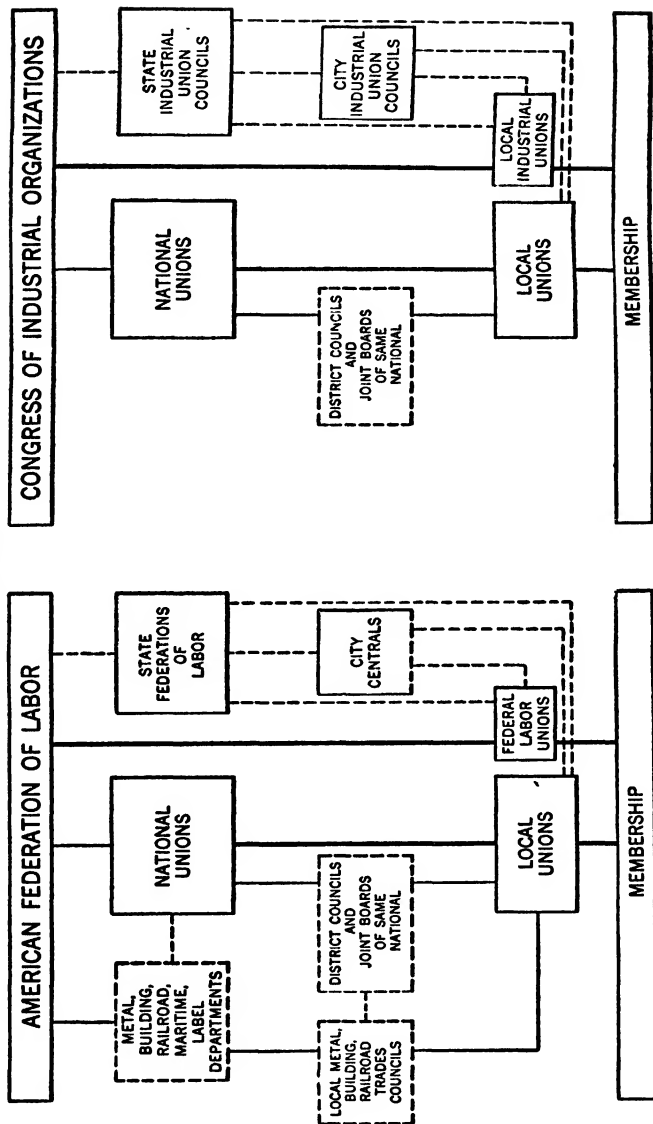 AMERICAN FEDERATION OF LABOR
METAL,
BUILDING,
RAILROAD,
MARITIME,
LABEL
DEPARTMENTS
NATIONAL
UNIONS
STATE
FEDERATIONS
OF
LABOR
LOCAL METAL,
BUILDING,
RAILROAD
TRADES
COUNCILS
DISTRICT COUNCILS
AND
JOINT BOARDS
OF SAME
NATIONAL
CITY
CENTRALS
LOCAL
UNIONS
FEDERAL
LABOR
UNIONS
MEMBERSHIP
CONGRESS OF INDUSTRIAL ORGANIZATIONS
NATIONAL
UNIONS
STATE
INDUSTRIAL
UNION
COUNCILS
DISTRICT COUNCILS
AND
JOINT BOARDS
OF SAME
NATIONAL
CITY
INDUSTRIAL
UNION
COUNCILS
LOCAL
UNIONS
LOCAL
INDUSTRIAL
UNIONS
MEMBERSHIP